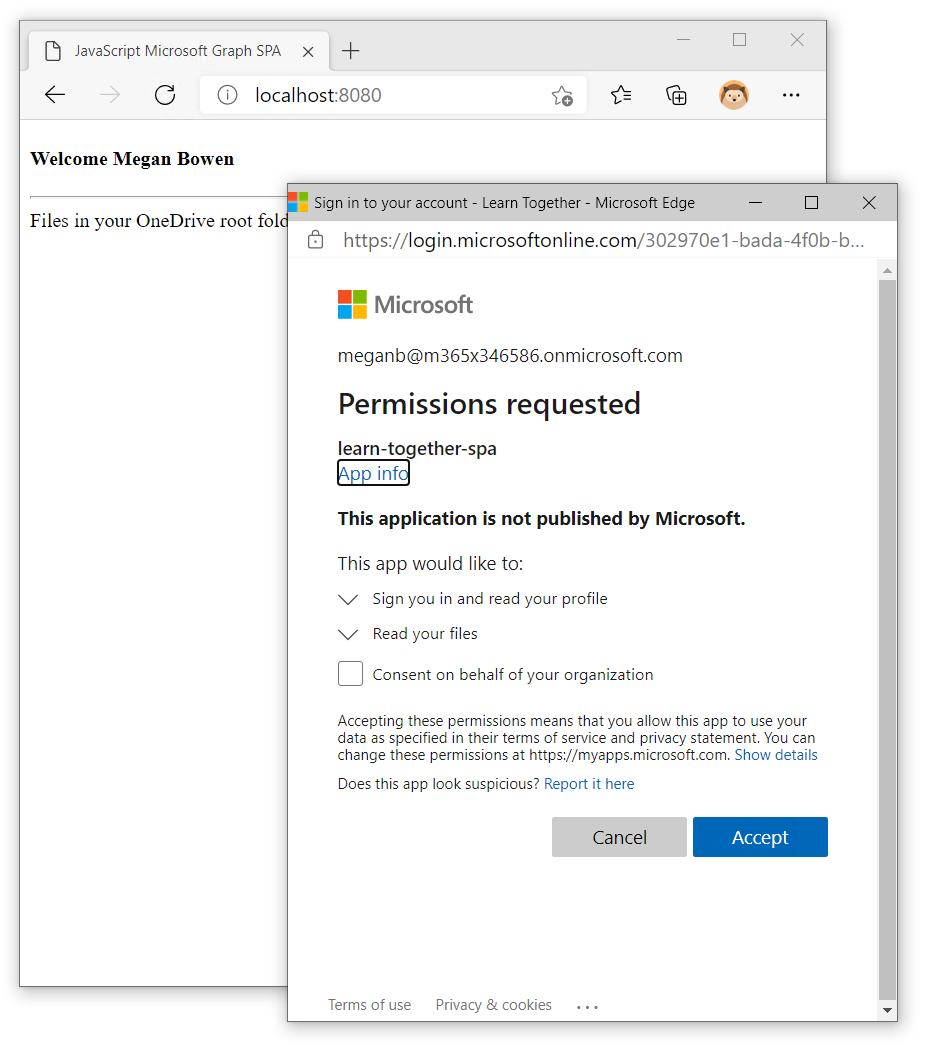 JavaScript Microsoft Graph SPA
localhost:8080
Welcome Megan Bowen
Files in your OneDrive root fold
Sign in to your account - Learn Together - Microsoft Edge
https://login.microsoftonline.com/302970e1-bada-4f0b-b...
Microsoft
meganb@m365x346586.onmicrosoft.com
Permissions requested
learn-together-spa
App info
This application is not published by Microsoft.
This app would like to:
Sign you in and read your profile
Read your files
Consent on behalf of your organization
Accepting these permissions means that you allow this app to use your
data as specified in their terms of service and privacy statement. You can
change these permissions at https://myapps.microsoft.com. Show details
Does this app look suspicious? Report it here
Cancel Accept
Terms of use Privacy & cookies ...